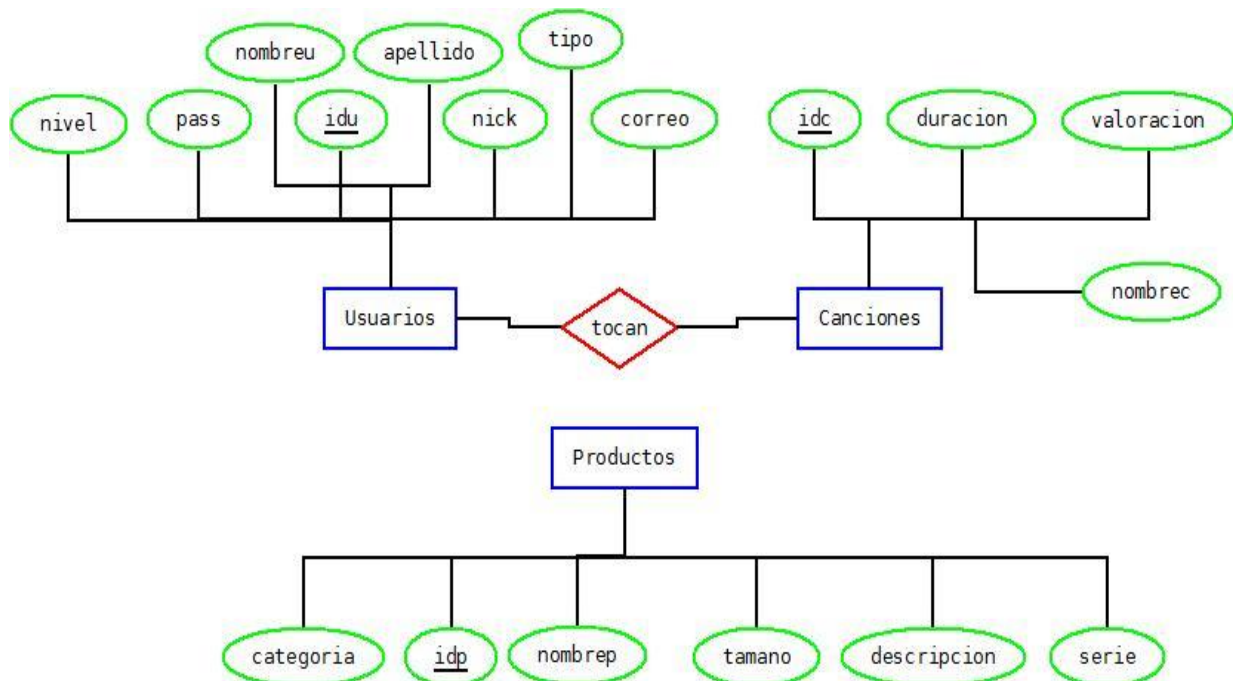 tipo
nombreu
apellido
nivel
pass
idu
nick
correo
idc
duracion
valoracion
nombrec
Usuarios
tocan
Canciones
Productos
categoria
idp
nombrep
tamano
descripcion
serie